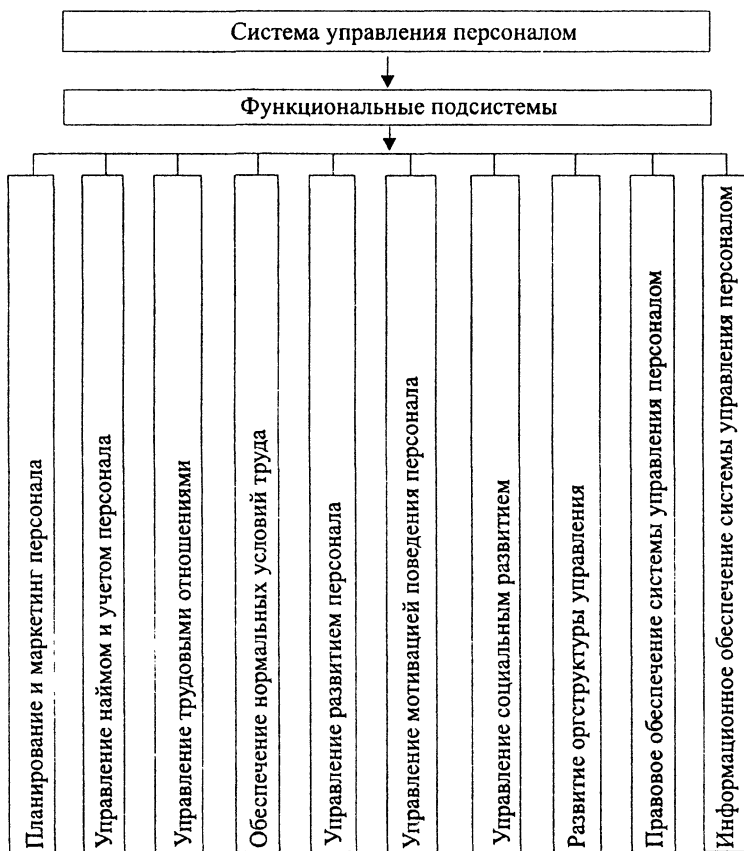 Система управления персоналом
Функциональные подсистемы
Планирование и маркетинг персонала
Управление наймом и учетом персонала
Управление трудовыми отношениями
Обеспечение нормальных условий труда
Управление развитием персонала
Управление мотивацией поведения персонала
Управление социальным развитием
Развитие оргструктуры управления
Правовое обеспечение системы управления персоналом
Информационное обеспечение системы управления персоналом